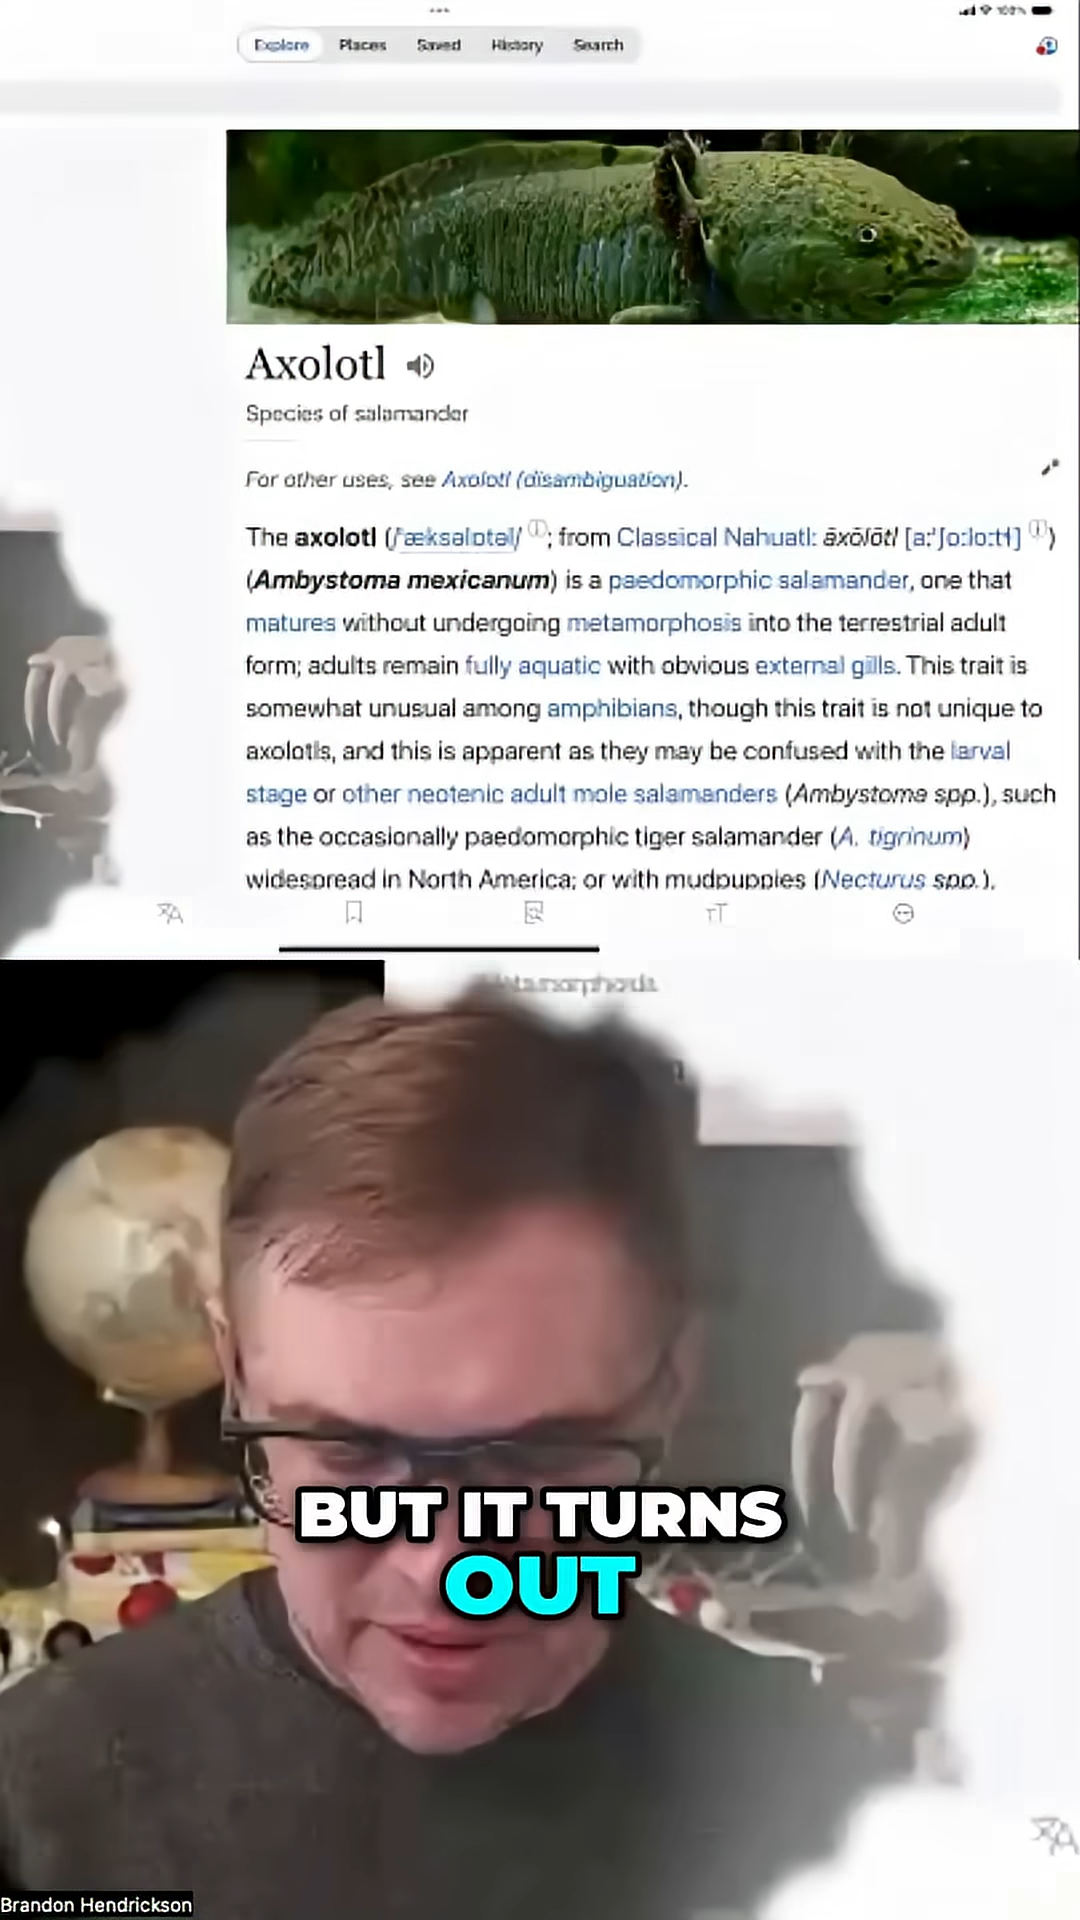 Explore Places Saved History Search
Axolotl
Species of salamander
For other uses, see Axolotl (disambiguation).
The axolotl (/ˈæksəlɒtəl/ ⓘ; from Classical Nahuatl: āxōlōtl [aːˈʃoːloːtɬ] ⓘ)
(Ambystoma mexicanum) is a paedomorphic salamander, one that
matures without undergoing metamorphosis into the terrestrial adult
form; adults remain fully aquatic with obvious external gills. This trait is
somewhat unusual among amphibians, though this trait is not unique to
axolotls, and this is apparent as they may be confused with the larval
stage or other neotenic adult mole salamanders (Ambystoma spp.), such
as the occasionally paedomorphic tiger salamander (A. tigrinum)
widespread in North America; or with mudpuppies (Necturus spp.),
BUT IT TURNS
OUT
Brandon Hendrickson